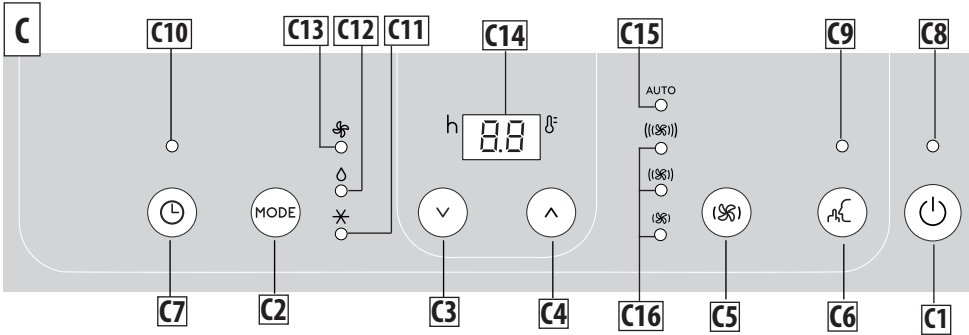 C
C10 C13 C12 C11 C14 C15 C9 C8
AUTO
h 8.8
MODE
C7 C2 C3 C4 C16 C5 C6 C1